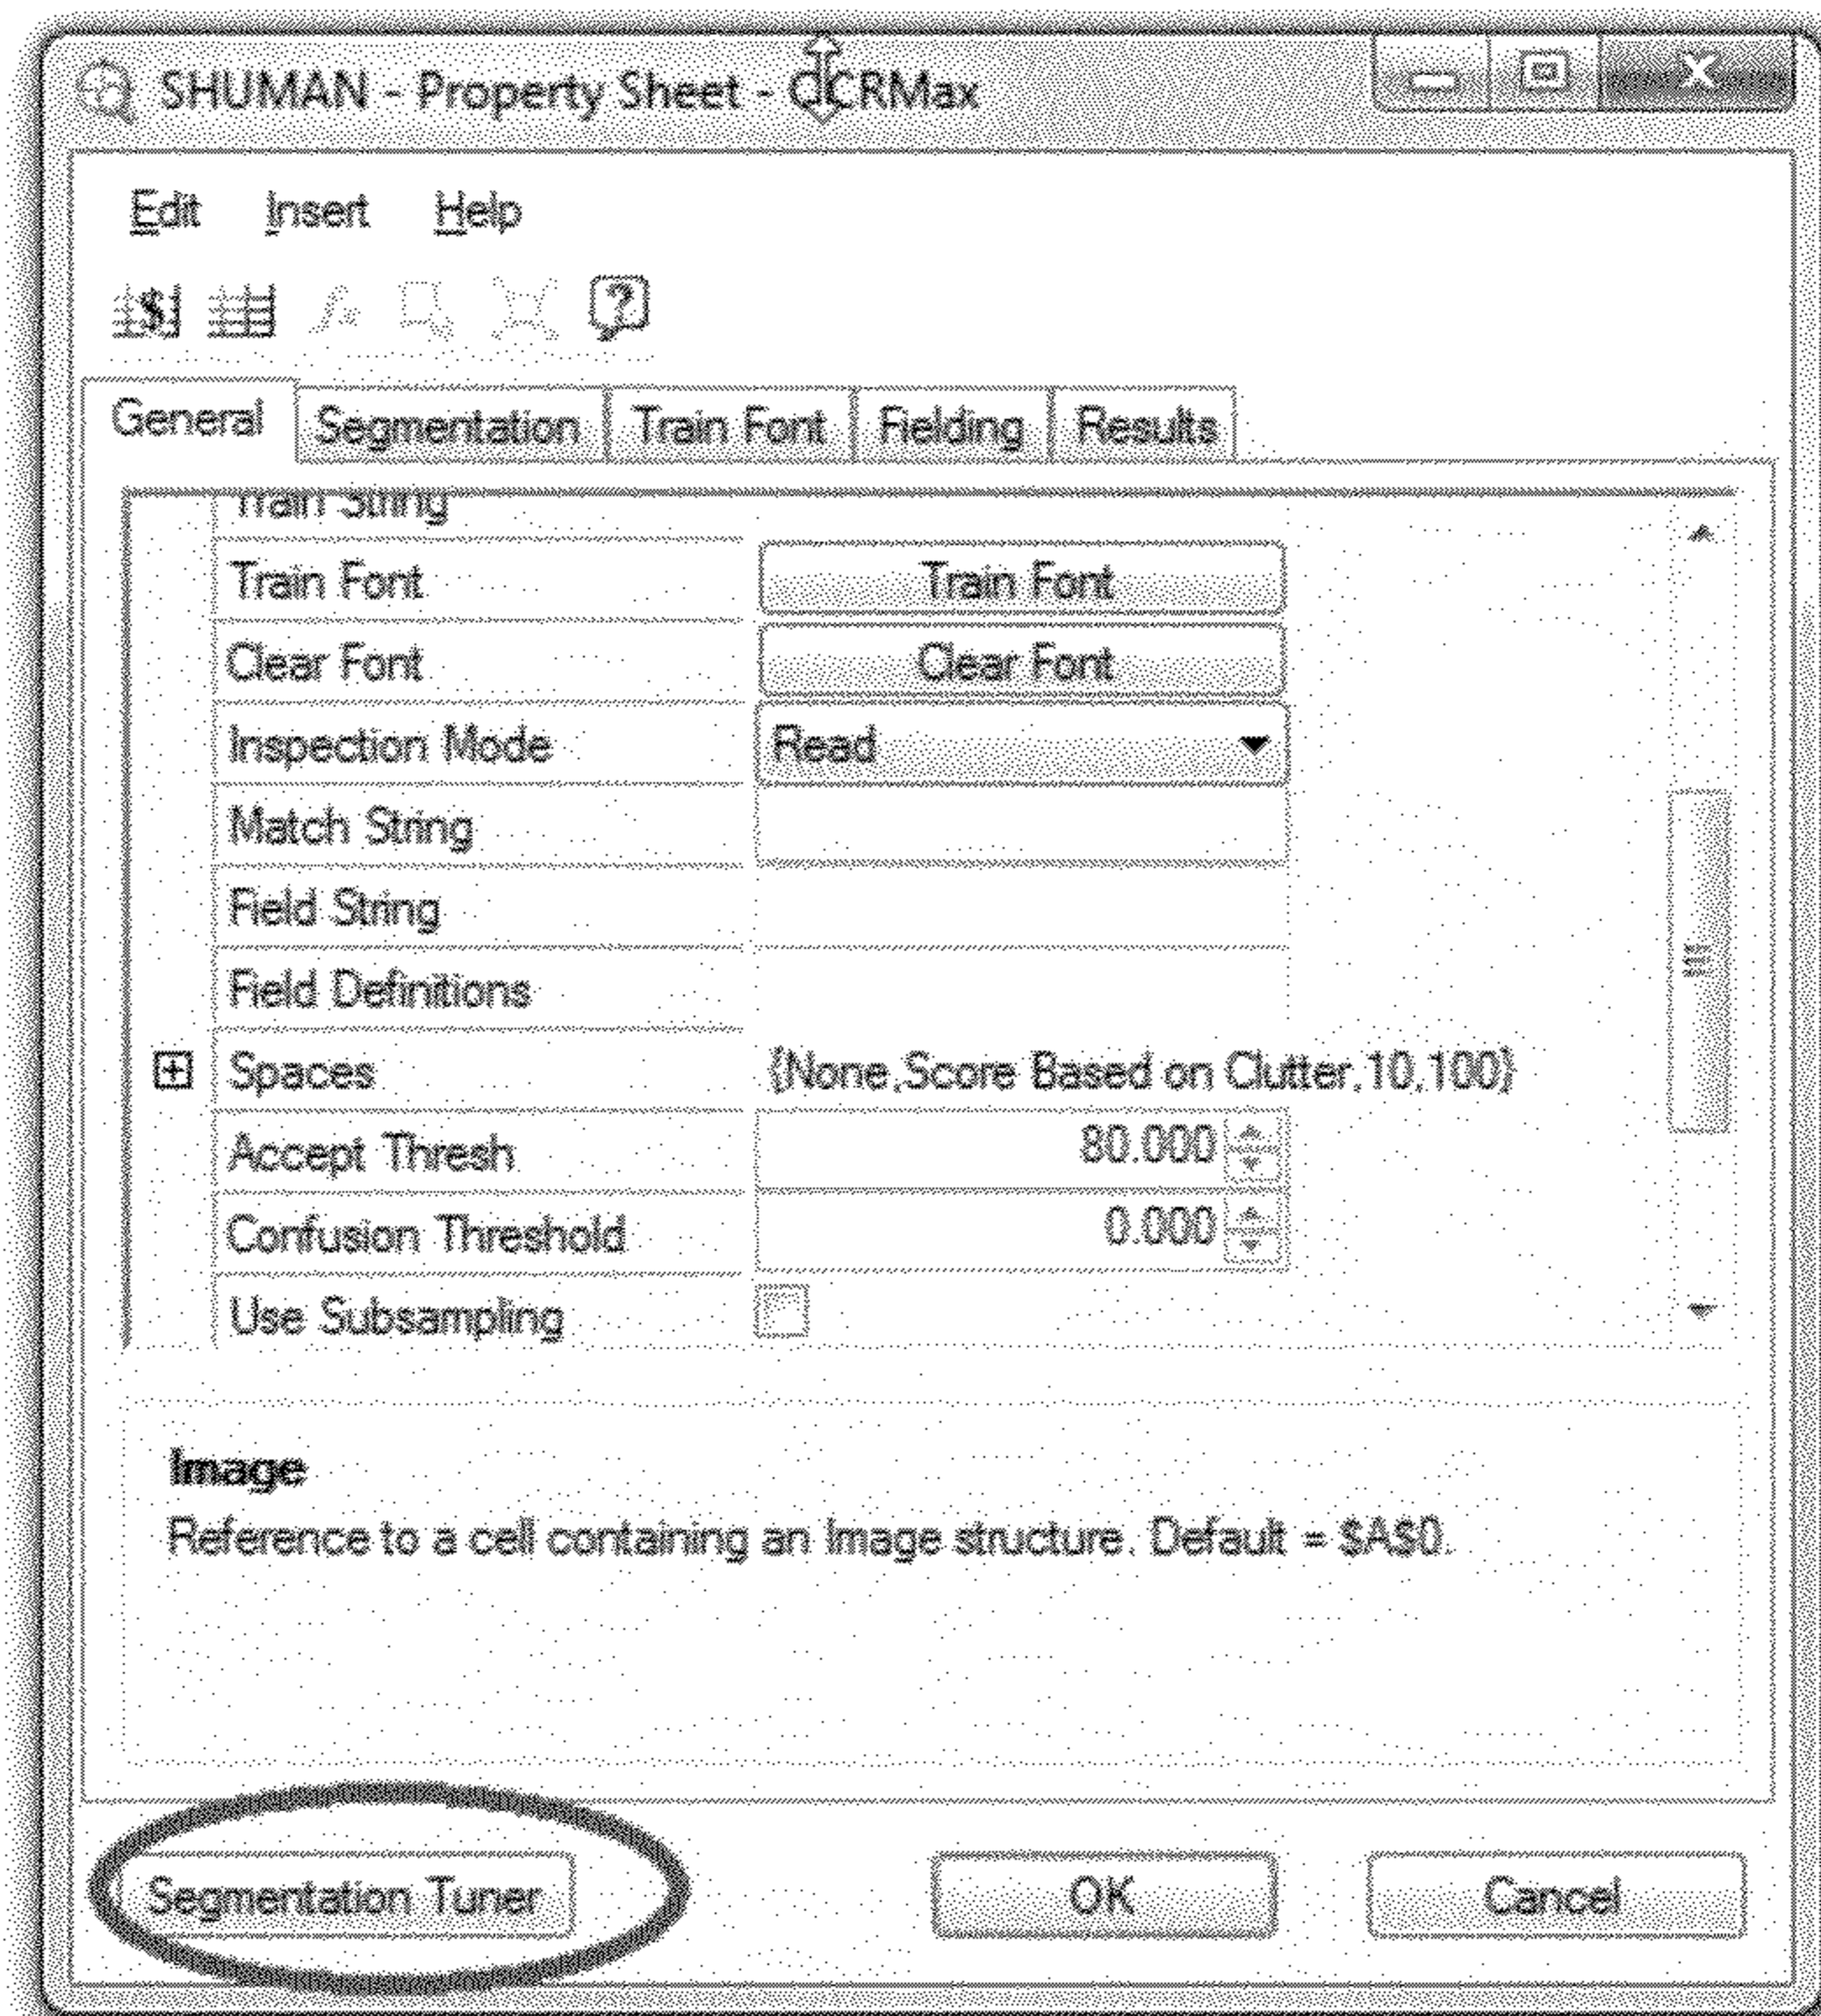 SHUMAN - Property Sheet - OCRMax
Edit Insert Help
$ fx ?
General Segmentation Train Font Fielding Results
Train String
Train Font Train Font
Clear Font Clear Font
Inspection Mode Read
Match String
Field String
Field Definitions
Spaces {None,Score Based on Clutter,10,100}
Accept Thresh 80.000
Confusion Threshold 0.000
Use Subsampling
Image
Reference to a cell containing an Image structure. Default = $A$0.
Segmentation Tuner OK Cancel